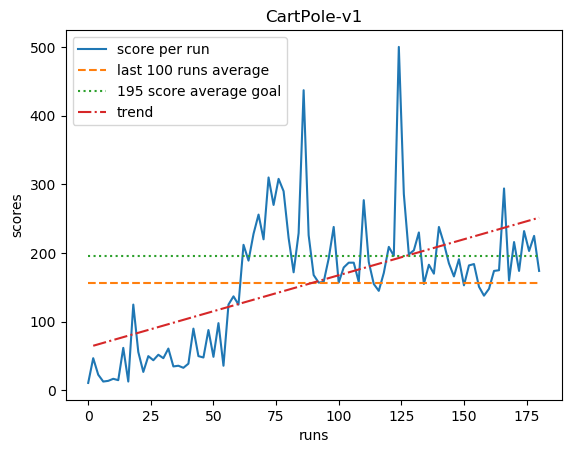 CartPole-v1
500
400
300
200
100
0
scores
score per run
last 100 runs average
195 score average goal
trend
0
25
50
75
100
125
150
175
runs